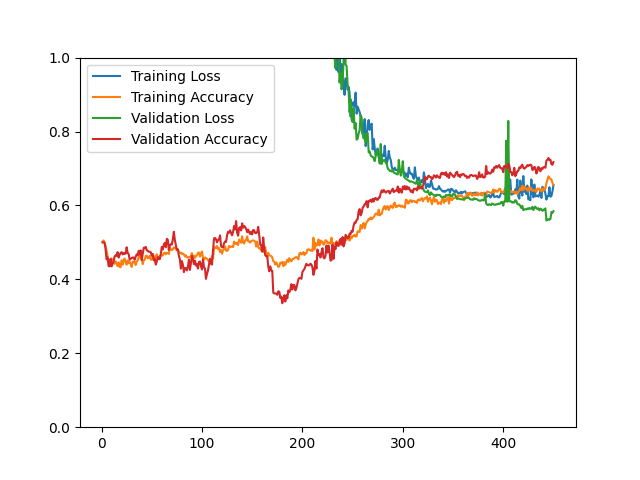 Training Loss
Training Accuracy
Validation Loss
Validation Accuracy
1.0
0.8
0.6
0.4
0.2
0.0
0 100 200 300 400